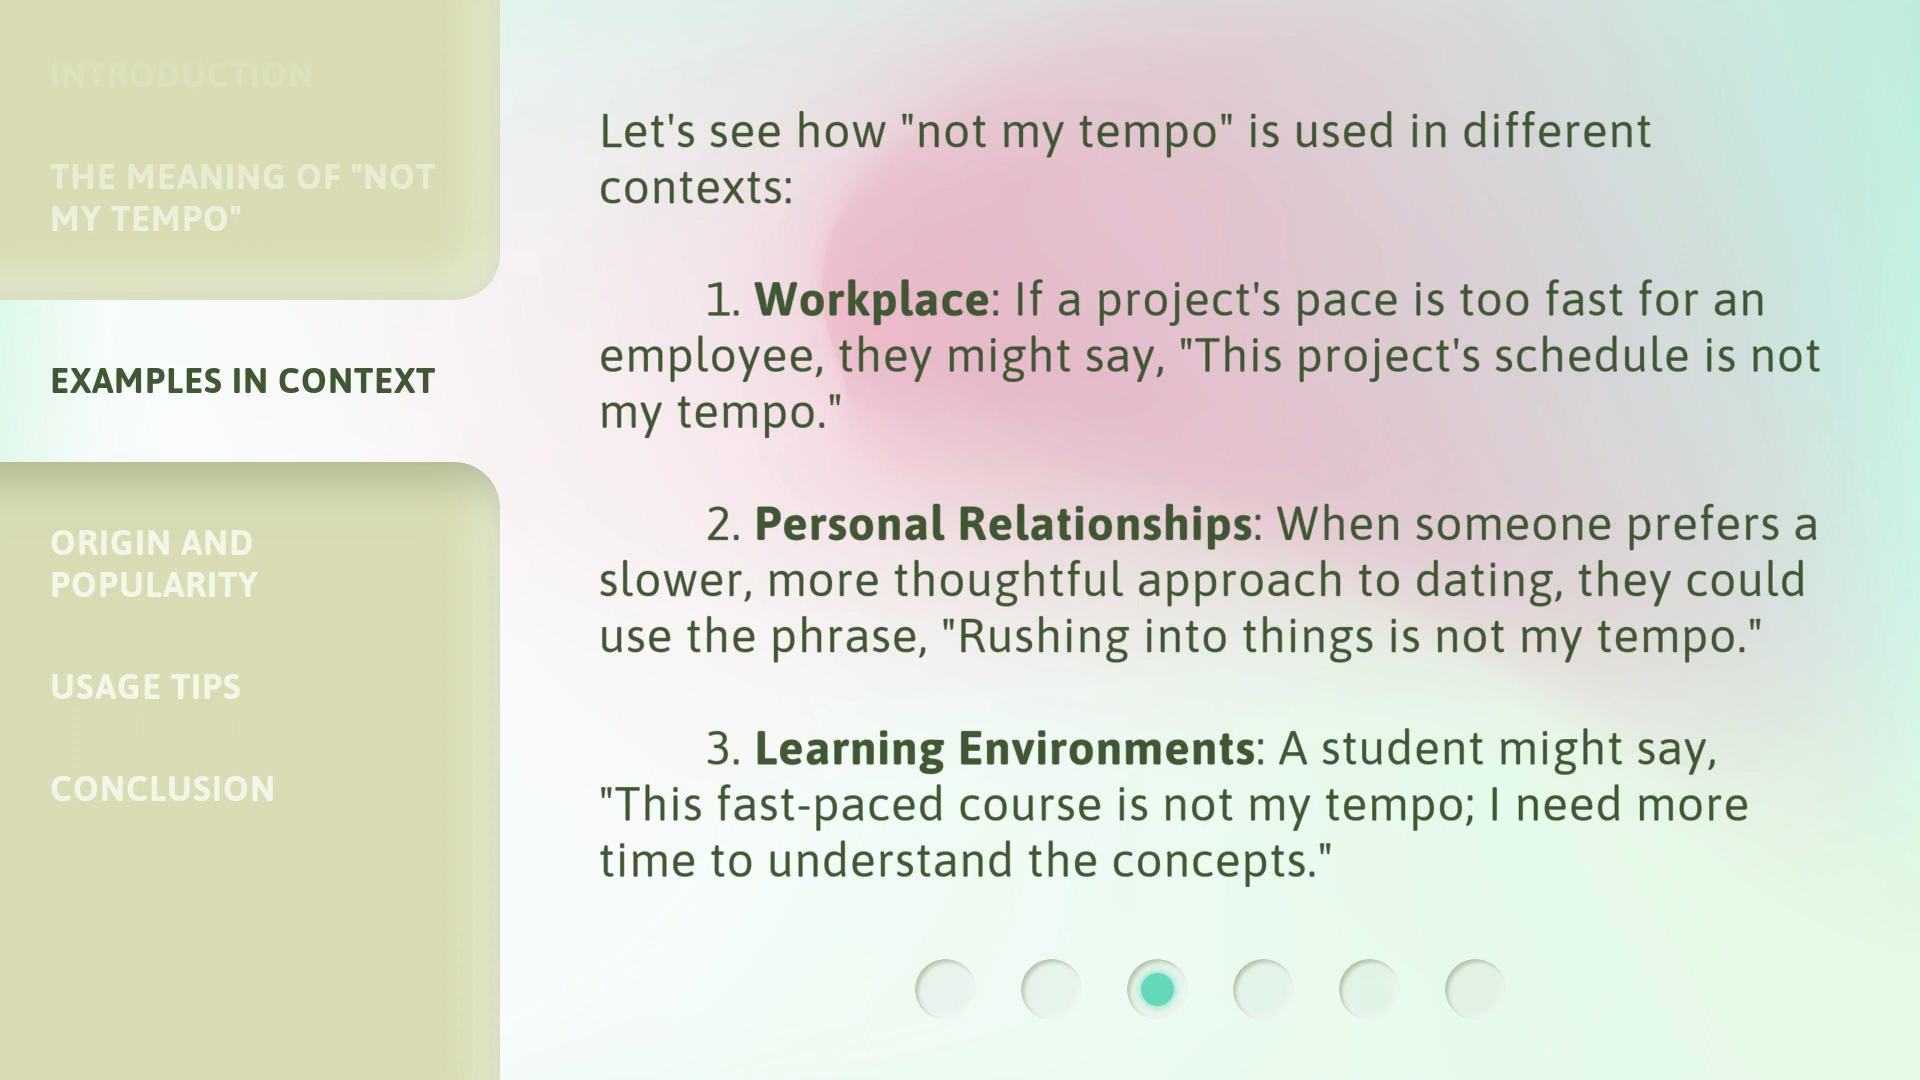 INTRODUCTION
THE MEANING OF "NOT
MY TEMPO"
EXAMPLES IN CONTEXT
ORIGIN AND
POPULARITY
USAGE TIPS
CONCLUSION
Let's see how "not my tempo" is used in different
contexts:
1. Workplace: If a project's pace is too fast for an
employee, they might say, "This project's schedule is not
my tempo."
2. Personal Relationships: When someone prefers a
slower, more thoughtful approach to dating, they could
use the phrase, "Rushing into things is not my tempo."
3. Learning Environments: A student might say,
"This fast-paced course is not my tempo; I need more
time to understand the concepts."